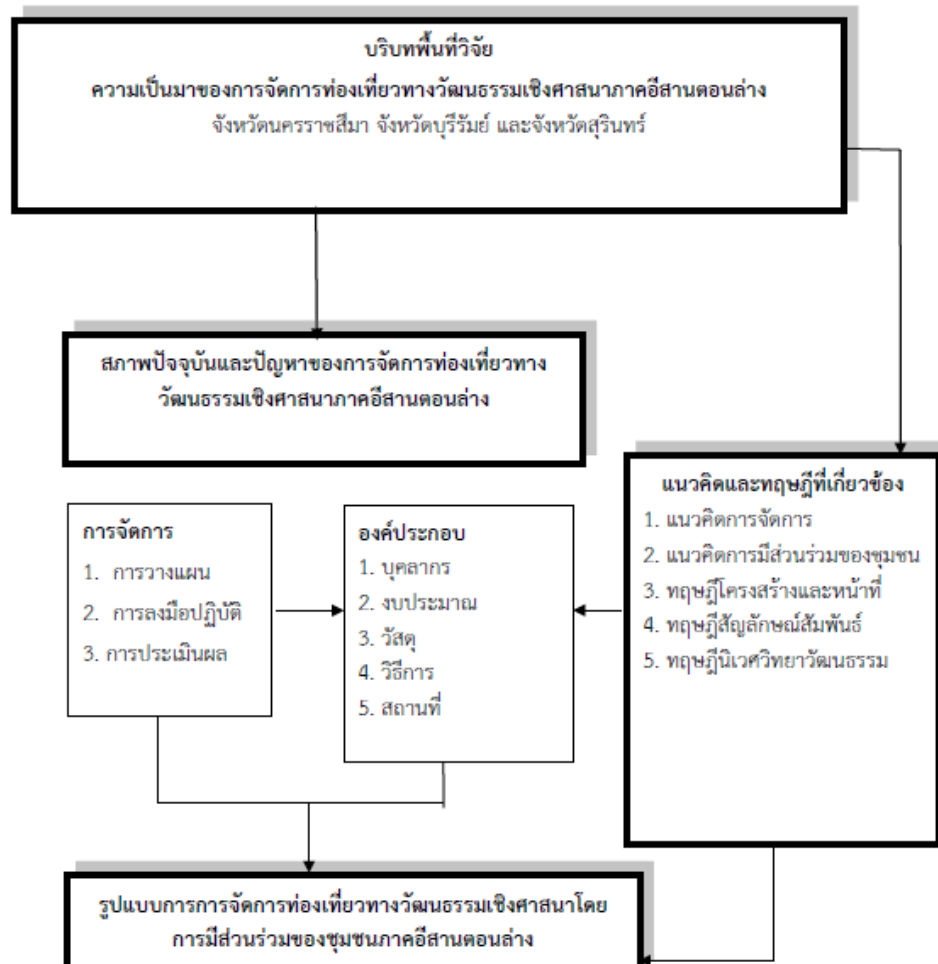 บริบทพื้นที่วิจัย
ความเป็นมาของการจัดการท่องเที่ยวทางวัฒนธรรมเชิงศาสนาภาคอีสานตอนล่าง
จังหวัดนครราชสีมา จังหวัดบุรีรัมย์ และจังหวัดสุรินทร์
สภาพปัจจุบันและปัญหาของการจัดการท่องเที่ยวทาง
วัฒนธรรมเชิงศาสนาภาคอีสานตอนล่าง
การจัดการ
1. การวางแผน
2. การลงมือปฏิบัติ
3. การประเมินผล
องค์ประกอบ
1. บุคลากร
2. งบประมาณ
3. วัสดุ
4. วิธีการ
5. สถานที่
แนวคิดและทฤษฎีที่เกี่ยวข้อง
1. แนวคิดการจัดการ
2. แนวคิดการมีส่วนร่วมของชุมชน
3. ทฤษฎีโครงสร้างและหน้าที่
4. ทฤษฎีสัญลักษณ์สัมพันธ์
5. ทฤษฎีนิเวศวิทยาวัฒนธรรม
รูปแบบการการจัดการท่องเที่ยวทางวัฒนธรรมเชิงศาสนาโดย
การมีส่วนร่วมของชุมชนภาคอีสานตอนล่าง